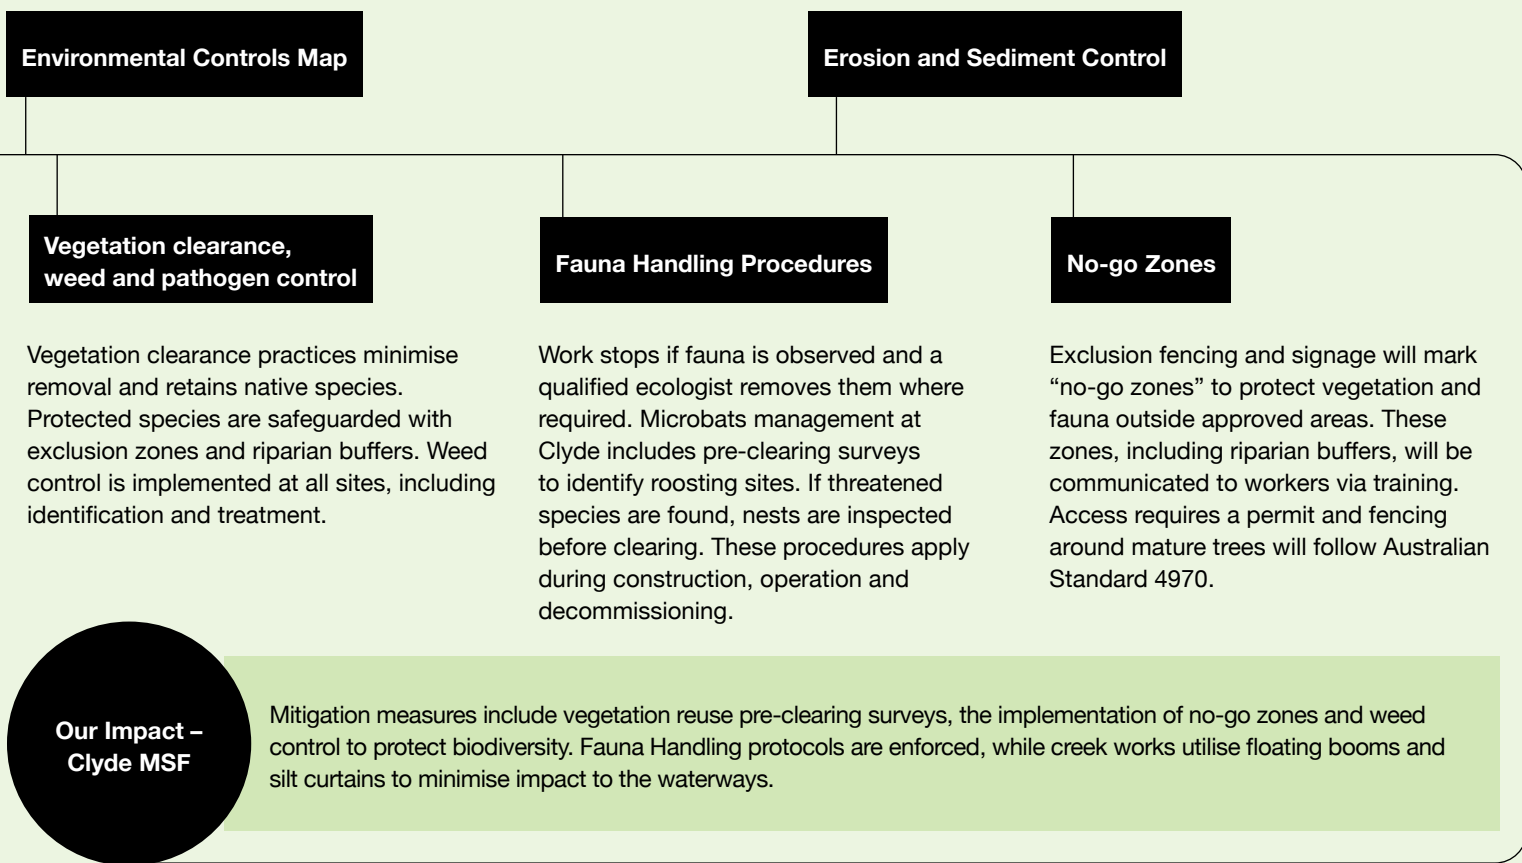 Environmental Controls Map
Erosion and Sediment Control
Vegetation clearance,
weed and pathogen control
Vegetation clearance practices minimise
removal and retains native species.
Protected species are safeguarded with
exclusion zones and riparian buffers. Weed
control is implemented at all sites, including
identification and treatment.
Fauna Handling Procedures
Work stops if fauna is observed and a
qualified ecologist removes them where
required. Microbats management at
Clyde includes pre-clearing surveys
to identify roosting sites. If threatened
species are found, nests are inspected
before clearing. These procedures apply
during construction, operation and
decommissioning.
No-go Zones
Exclusion fencing and signage will mark
“no-go zones” to protect vegetation and
fauna outside approved areas. These
zones, including riparian buffers, will be
communicated to workers via training.
Access requires a permit and fencing
around mature trees will follow Australian
Standard 4970.
Our Impact –
Clyde MSF
Mitigation measures include vegetation reuse pre-clearing surveys, the implementation of no-go zones and weed
control to protect biodiversity. Fauna Handling protocols are enforced, while creek works utilise floating booms and
silt curtains to minimise impact to the waterways.